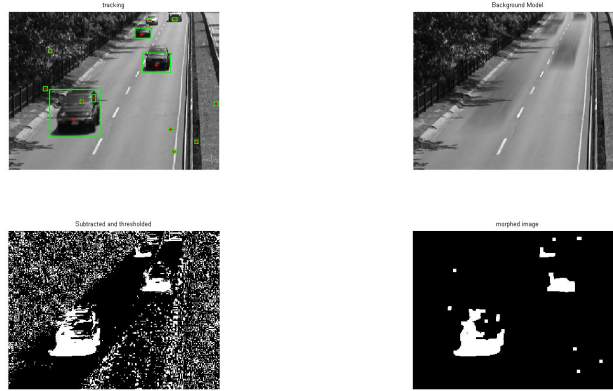 tracking
Background Model
Subtracted and thresholded
morphed image